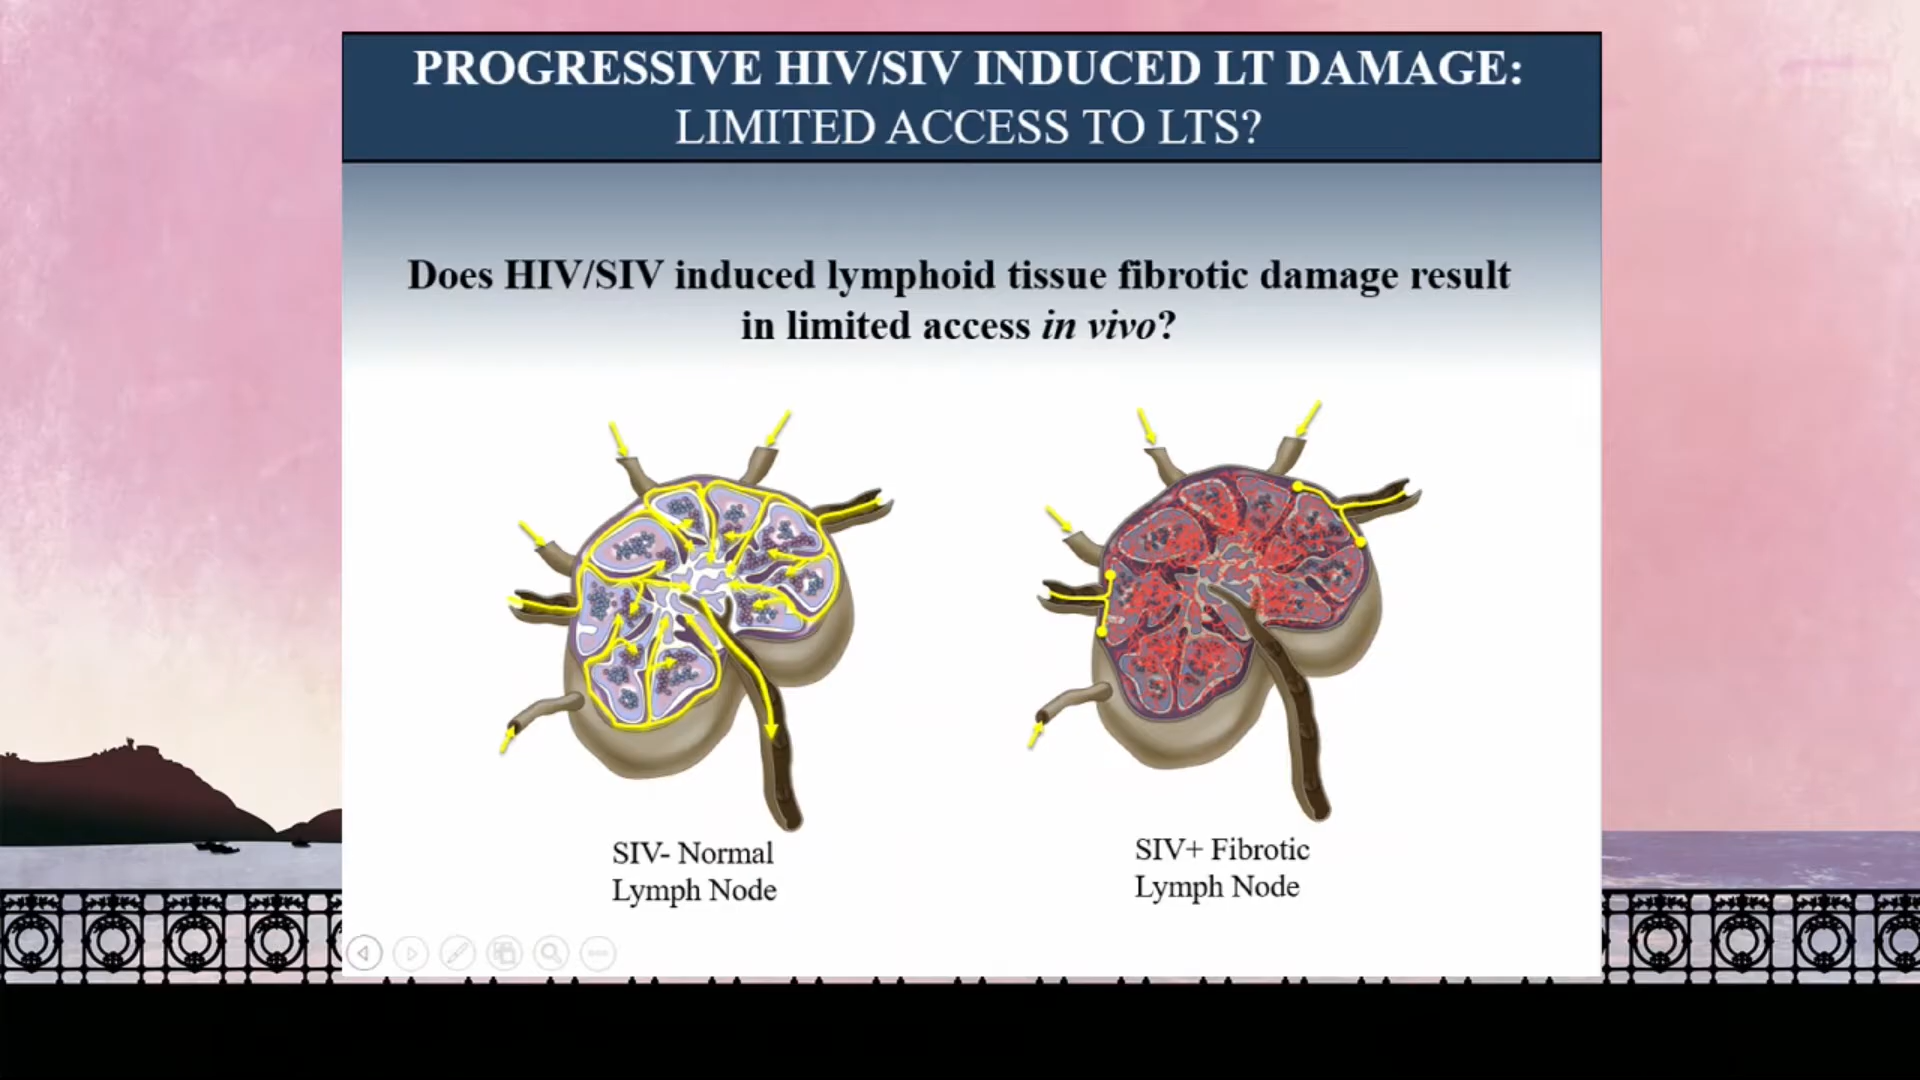 PROGRESSIVE HIV/SIV INDUCED LT DAMAGE:
LIMITED ACCESS TO LTS?
Does HIV/SIV induced lymphoid tissue fibrotic damage result
in limited access in vivo?
SIV- Normal
Lymph Node
SIV+ Fibrotic
Lymph Node